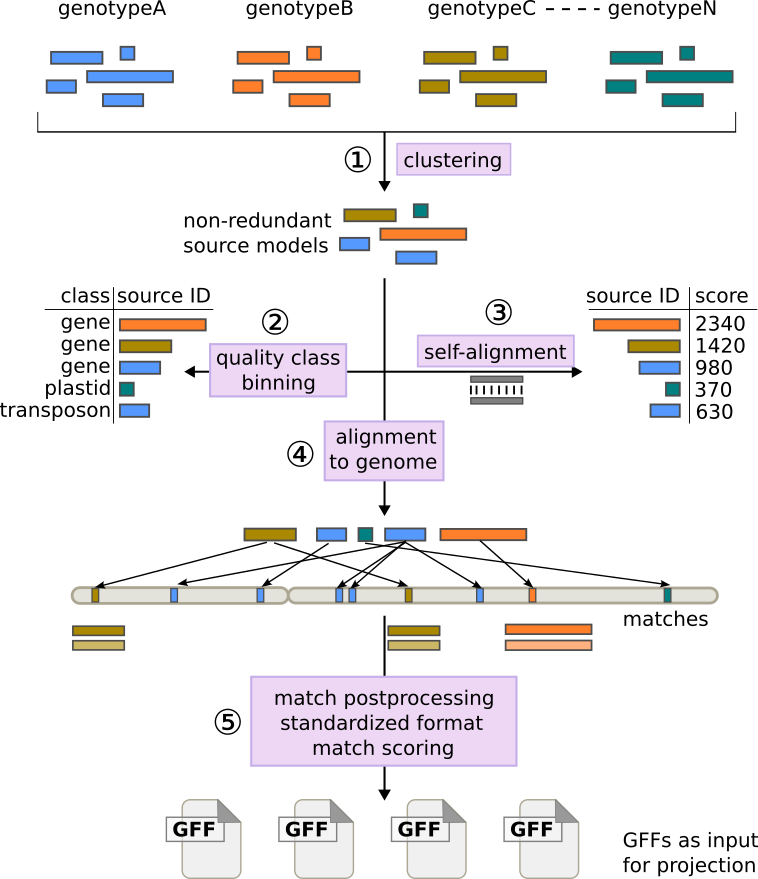 genotypeA genotypeB genotypeC - - - - - genotypeN
① clustering
non-redundant
source models
class source ID
gene
gene
gene
plastid
transposon
②
quality class
binning
③
self-alignment
source ID score
2340
1420
980
370
630
④
alignment
to genome
matches
⑤
match postprocessing
standardized format
match scoring
GFF GFF GFF GFF
GFFs as input
for projection